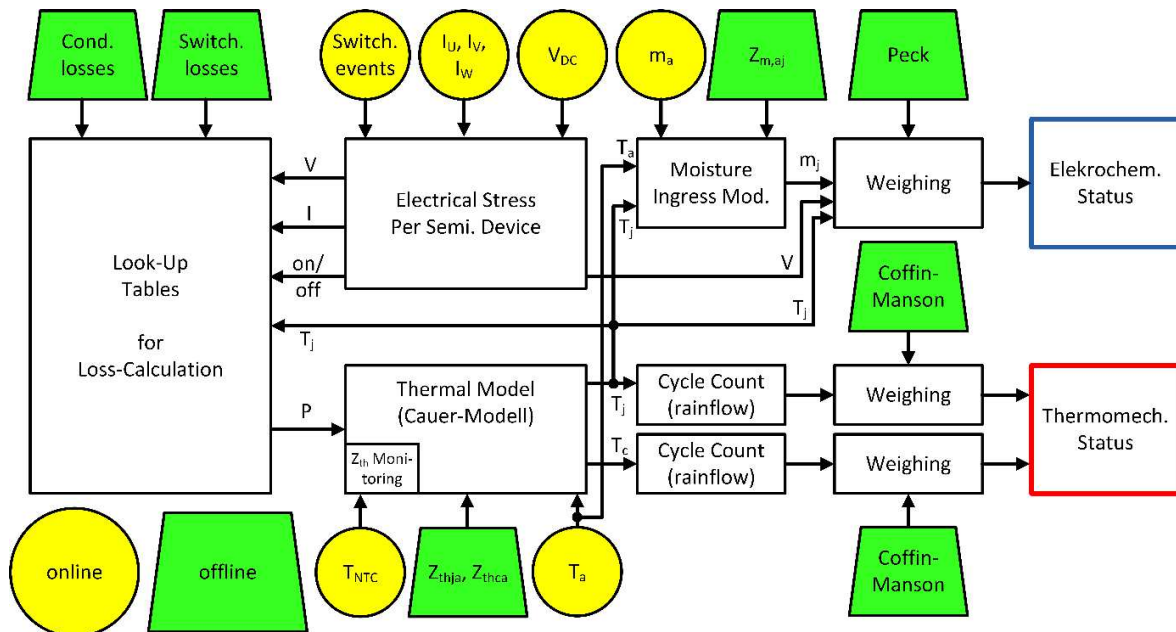 Cond.
losses
Switch.
losses
Switch.
events
I_U, I_V,
I_W
V_DC
m_a
Z_m,aj
Peck
Look-Up
Tables
for
Loss-Calculation
V
I
on/
off
T_j
P
Electrical Stress
Per Semi. Device
T_a
T_j
Moisture
Ingress Mod.
m_j
V
T_j
Weighing
Elekrochem.
Status
Coffin-
Manson
Thermal Model
(Cauer-Modell)
Z_th Moni-
toring
T_j
T_c
Cycle Count
(rainflow)
Cycle Count
(rainflow)
Weighing
Weighing
Thermomech.
Status
online
offline
T_NTC
Z_thja, Z_thca
T_a
Coffin-
Manson